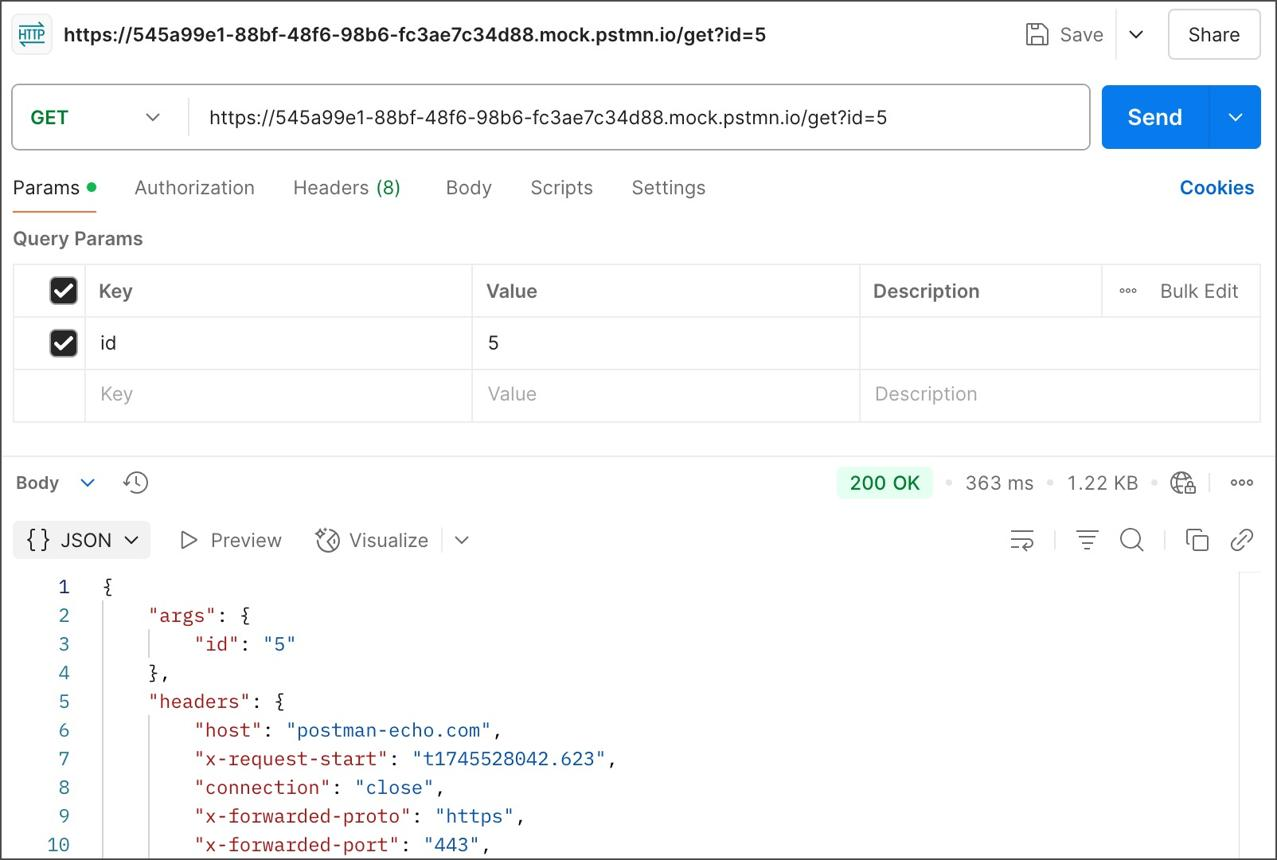 HTTP https://545a99e1-88bf-48f6-98b6-fc3ae7c34d88.mock.pstmn.io/get?id=5 Save Share
GET https://545a99e1-88bf-48f6-98b6-fc3ae7c34d88.mock.pstmn.io/get?id=5 Send
Params Authorization Headers (8) Body Scripts Settings Cookies
Query Params
Key Value Description Bulk Edit
id 5
Key Value Description
Body 200 OK 363 ms 1.22 KB
{} JSON Preview Visualize
1 {
2 "args": {
3 "id": "5"
4 },
5 "headers": {
6 "host": "postman-echo.com",
7 "x-request-start": "t1745528042.623",
8 "connection": "close",
9 "x-forwarded-proto": "https",
10 "x-forwarded-port": "443",